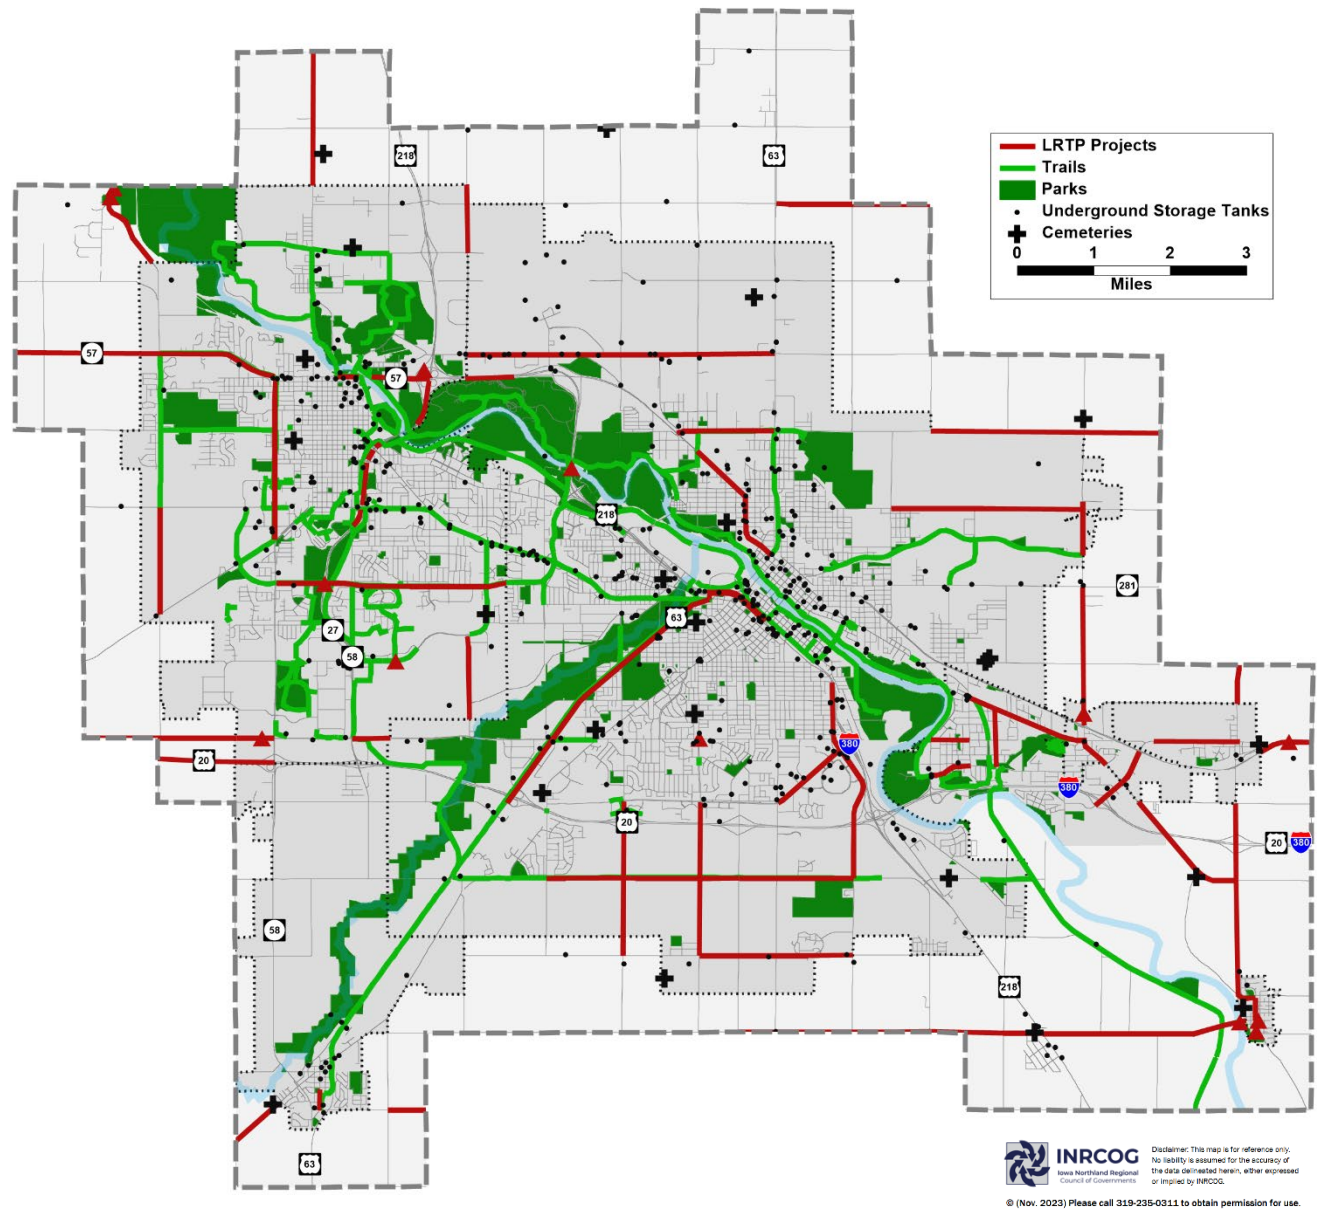 218
63
LRTP Projects
Trails
Parks
Underground Storage Tanks
Cemeteries
0 1 2 3
Miles
57
57
218
281
63
27
58
380
20
380
20
20 380
58
218
63
INRCOG
Iowa Northland Regional
Council of Governments
Disclaimer: This map is for reference only.
No liability is assumed for the accuracy of
the data delineated herein, either expressed
or implied by INRCOG.
© (Nov. 2023) Please call 319-235-0311 to obtain permission for use.